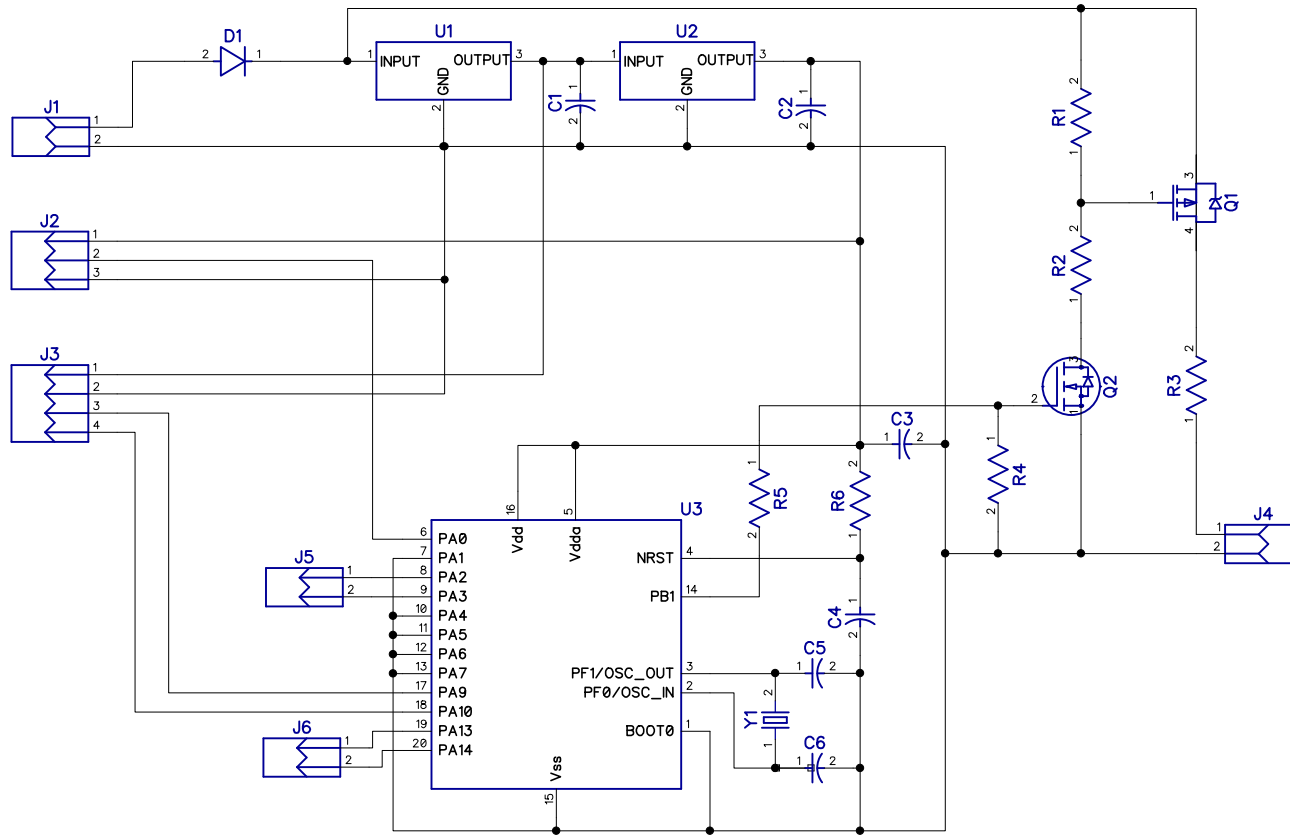 D1
2 1
U1
1 INPUT OUTPUT 3
GND
2
U2
1 INPUT OUTPUT 3
GND
2
C1
1
2
C2
1
2
J1
1
2
R1
2
1
Q1
1
3
4
J2
1
2
3
R2
2
1
J3
1
2
3
4
Q2
3
2
1
R3
2
1
C3
1 2
R4
1
2
R5
1
2
R6
2
1
J4
1
2
U3
16
Vdd
5
Vdda
6 PA0
7 PA1
8 PA2
9 PA3
10 PA4
11 PA5
12 PA6
13 PA7
17 PA9
18 PA10
19 PA13
20 PA14
NRST 4
PB1 14
PF1/OSC_OUT 3
PF0/OSC_IN 2
BOOT0 1
Vss
15
J5
1
2
J6
1
2
C4
1
2
C5
1 2
Y1
2
1
C6
1 2